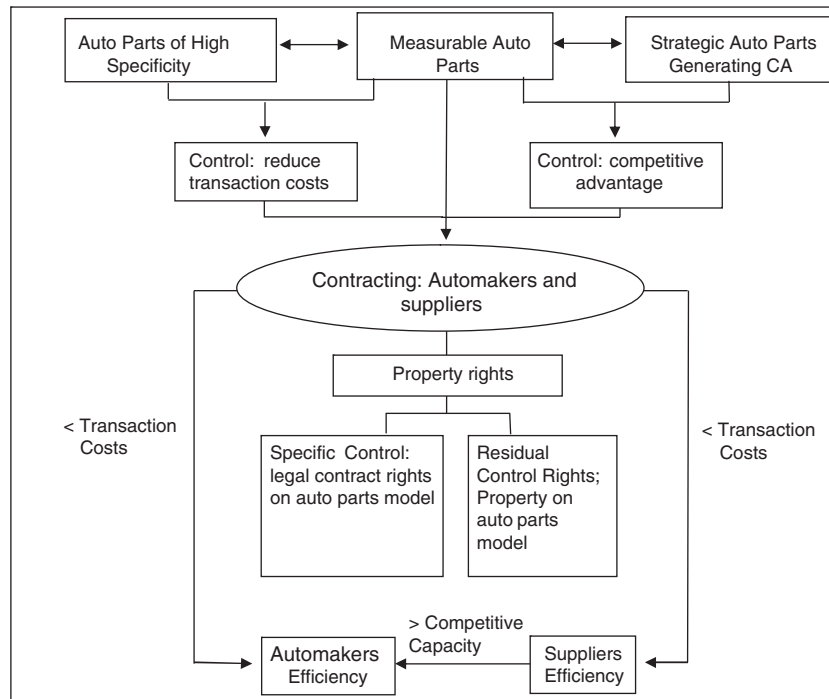 Auto Parts of High
Specificity
Measurable Auto
Parts
Strategic Auto Parts
Generating CA
Control: reduce
transaction costs
Control: competitive
advantage
Contracting: Automakers and
suppliers
Property rights
< Transaction
Costs
< Transaction
Costs
Specific Control:
legal contract rights
on auto parts model
Residual
Control Rights;
Property on
auto parts
model
> Competitive
Capacity
Automakers
Efficiency
Suppliers
Efficiency